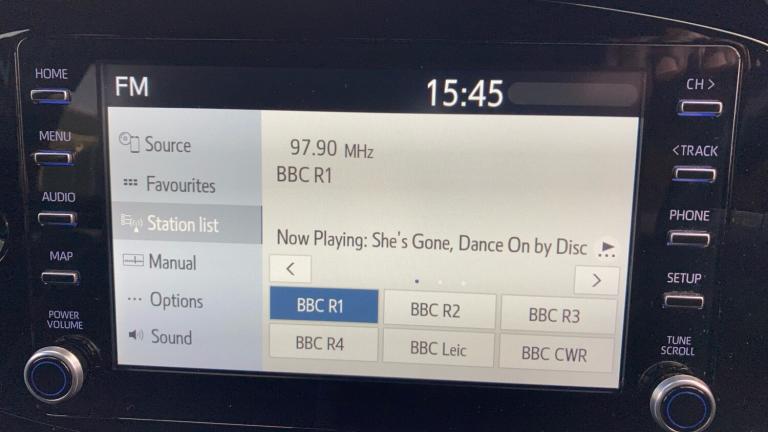 HOME
MENU
AUDIO
MAP
POWER
VOLUME
FM
15:45
Source
Favourites
Station list
Manual
Options
Sound
97.90 MHz
BBC R1
Now Playing: She's Gone, Dance On by Disc
BBC R1 BBC R2 BBC R3
BBC R4 BBC Leic BBC CWR
CH >
<TRACK
PHONE
SETUP
TUNE
SCROLL